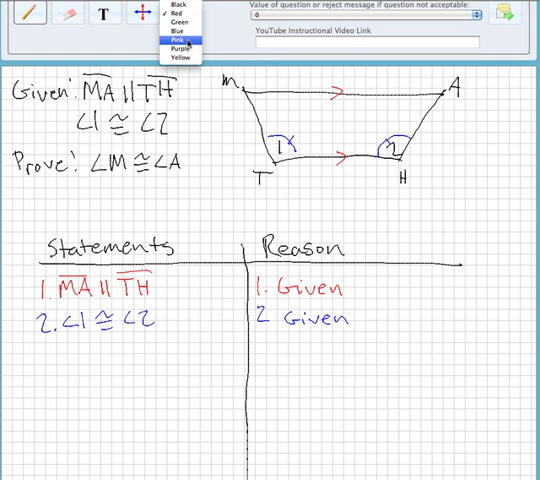 Black
Red
Green
Blue
Pink
Purple
Yellow
T
Value of question or reject message if question not acceptable:
0
YouTube Instructional Video Link
Given: MA || TH
∠1 ≅ ∠2
Prove: ∠M ≅ ∠A
M
A
1
2
T
H
Statements
Reason
1. MA || TH
1. Given
2. ∠1 ≅ ∠2
2 Given